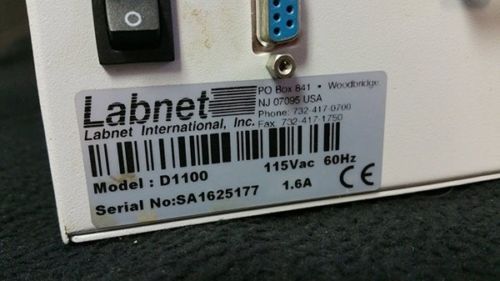 Labnet
PO Box 841 • Woodbridge,
NJ 07095 USA
Phone: 732-417-0700
Fax: 732-417-1750
Labnet International, Inc.
Model : D1100
115Vac 60Hz
Serial No:SA1625177
1.6A
CE